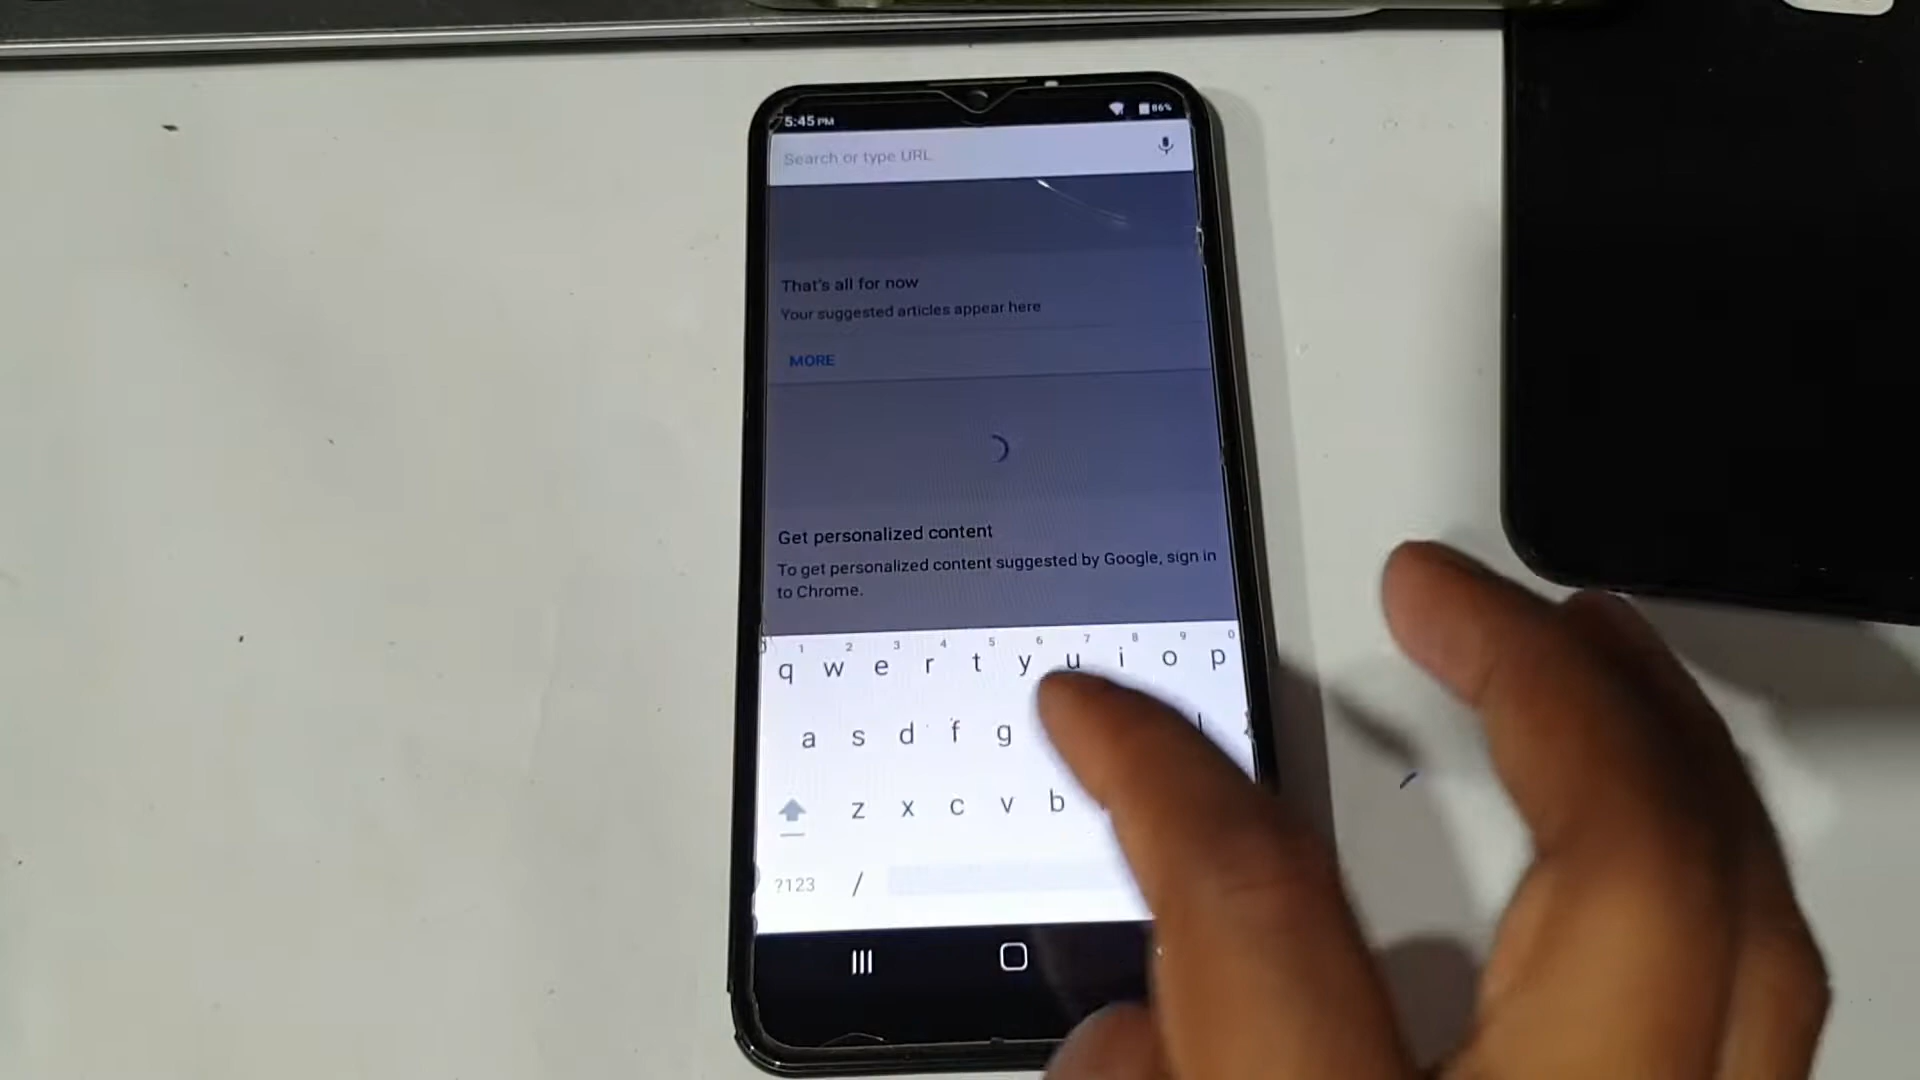 5:45 PM 86%
Search or type URL
That's all for now
Your suggested articles appear here
MORE
Get personalized content
To get personalized content suggested by Google, sign in
to Chrome.
1 2 3 4 5 6 7 8 9 0
q w e r t y u i o p
a s d f g l
z x c v b
?123 /